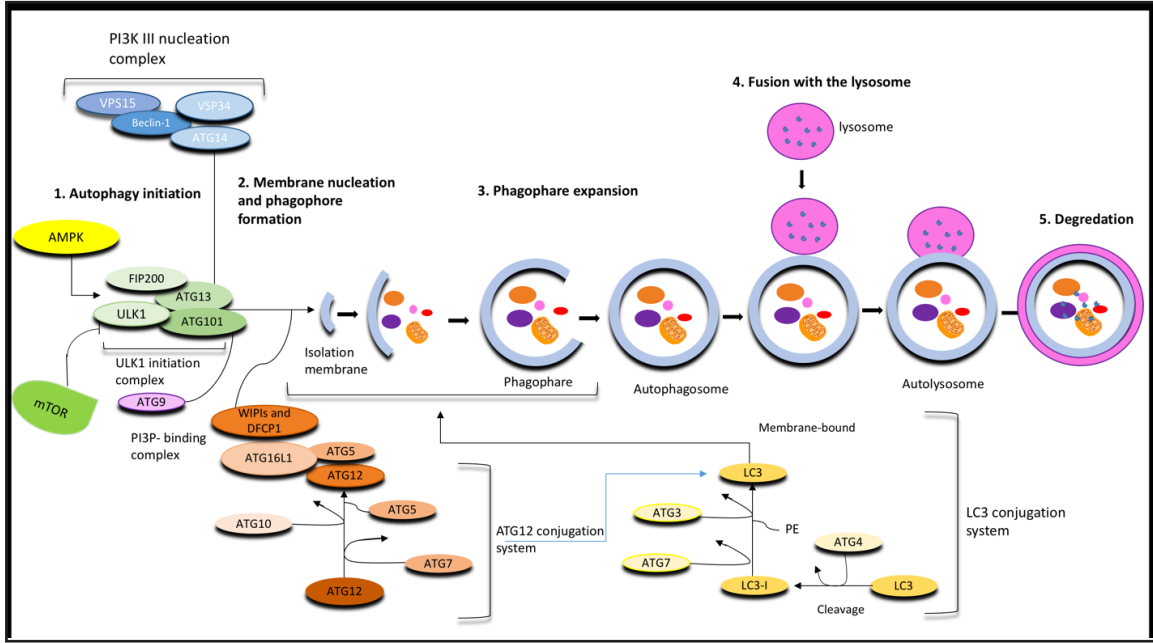 PI3K III nucleation
complex
VPS15
VSP34
Beclin-1
ATG14
1. Autophagy initiation
2. Membrane nucleation
and phagophore
formation
3. Phagophare expansion
4. Fusion with the lysosome
lysosome
5. Degredation
AMPK
FIP200
ATG13
ULK1
ATG101
ULK1 initiation
complex
mTOR
ATG9
PI3P- binding
complex
Isolation
membrane
Phagophare
Autophagosome
Autolysosome
WIPIs and
DFCP1
ATG16L1
ATG5
ATG12
ATG10
ATG5
ATG7
ATG12
ATG12 conjugation
system
Membrane-bound
LC3
ATG3
PE
ATG7
LC3-I
ATG4
LC3
Cleavage
LC3 conjugation
system